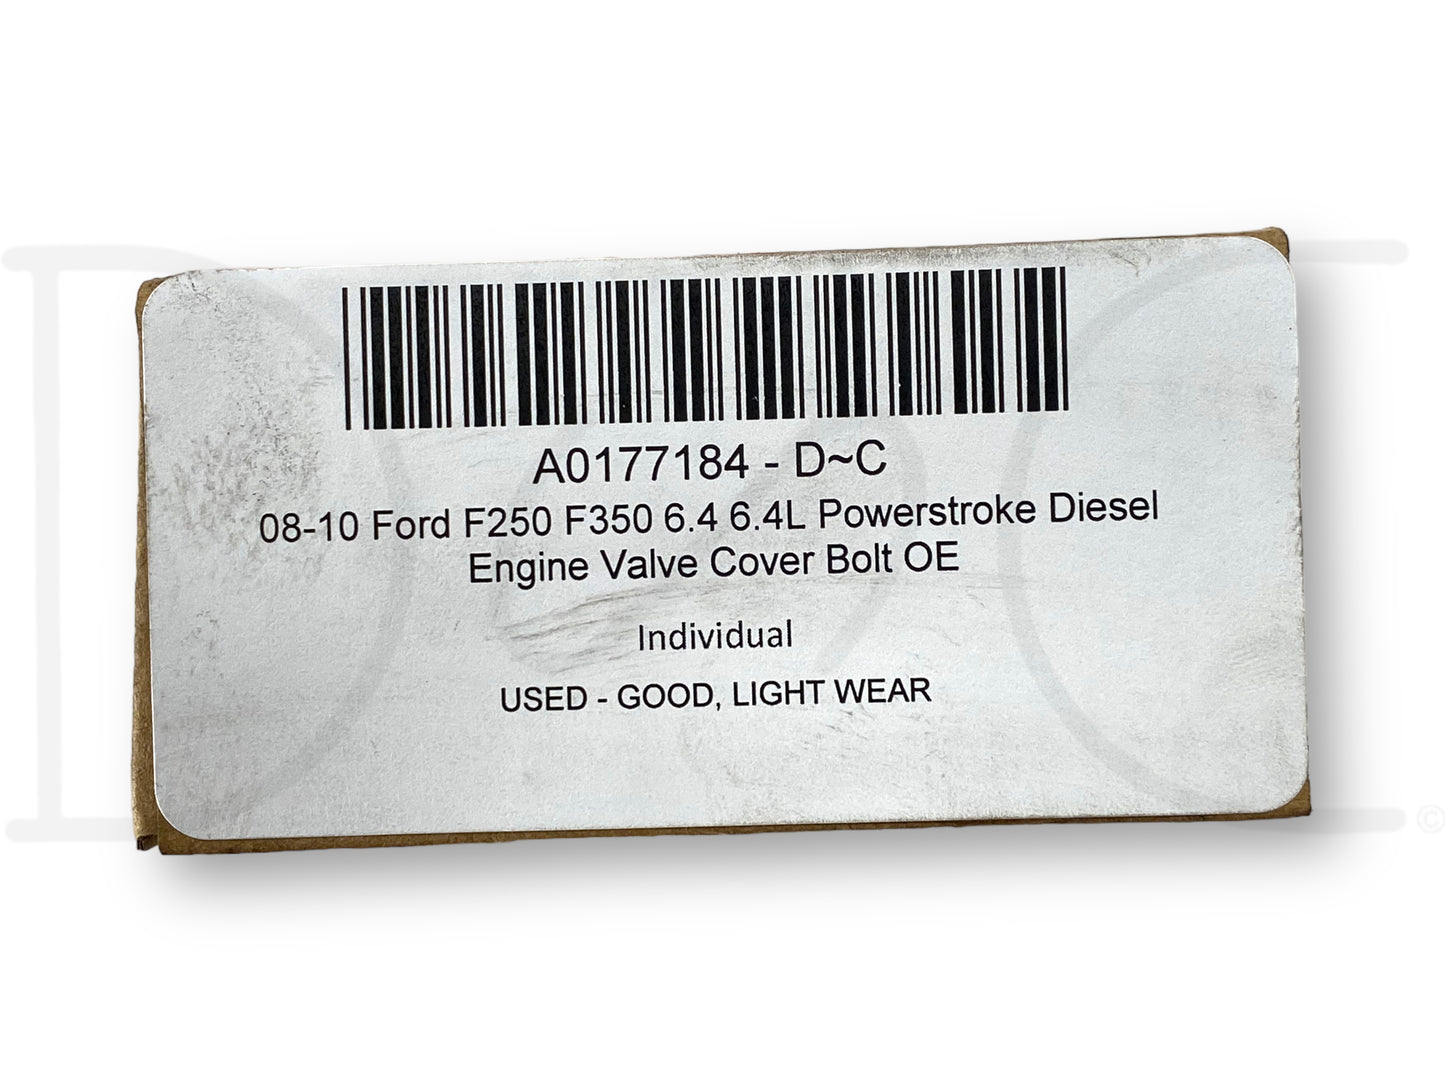 A0177184 - D~C
08-10 Ford F250 F350 6.4 6.4L Powerstroke Diesel
Engine Valve Cover Bolt OE
Individual
USED - GOOD, LIGHT WEAR
D~C
©